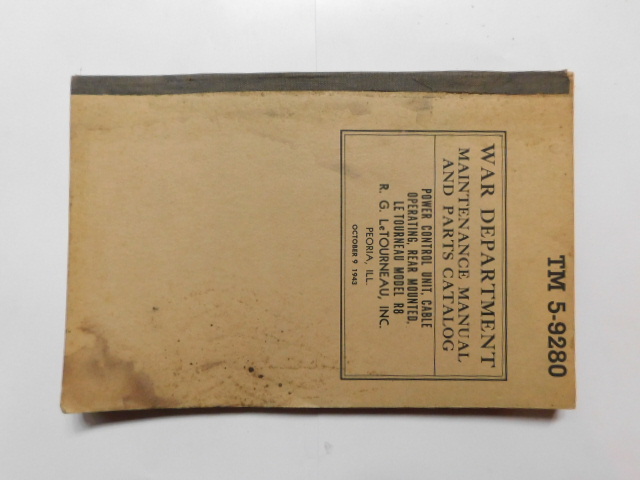 TM 5-9280
WAR DEPARTMENT
MAINTENANCE MANUAL
AND PARTS CATALOG
POWER CONTROL UNIT, CABLE
OPERATING, REAR MOUNTED,
LE TOURNEAU MODEL R8
R. G. LeTOURNEAU, INC.
PEORIA, ILL.
OCTOBER 9 1943